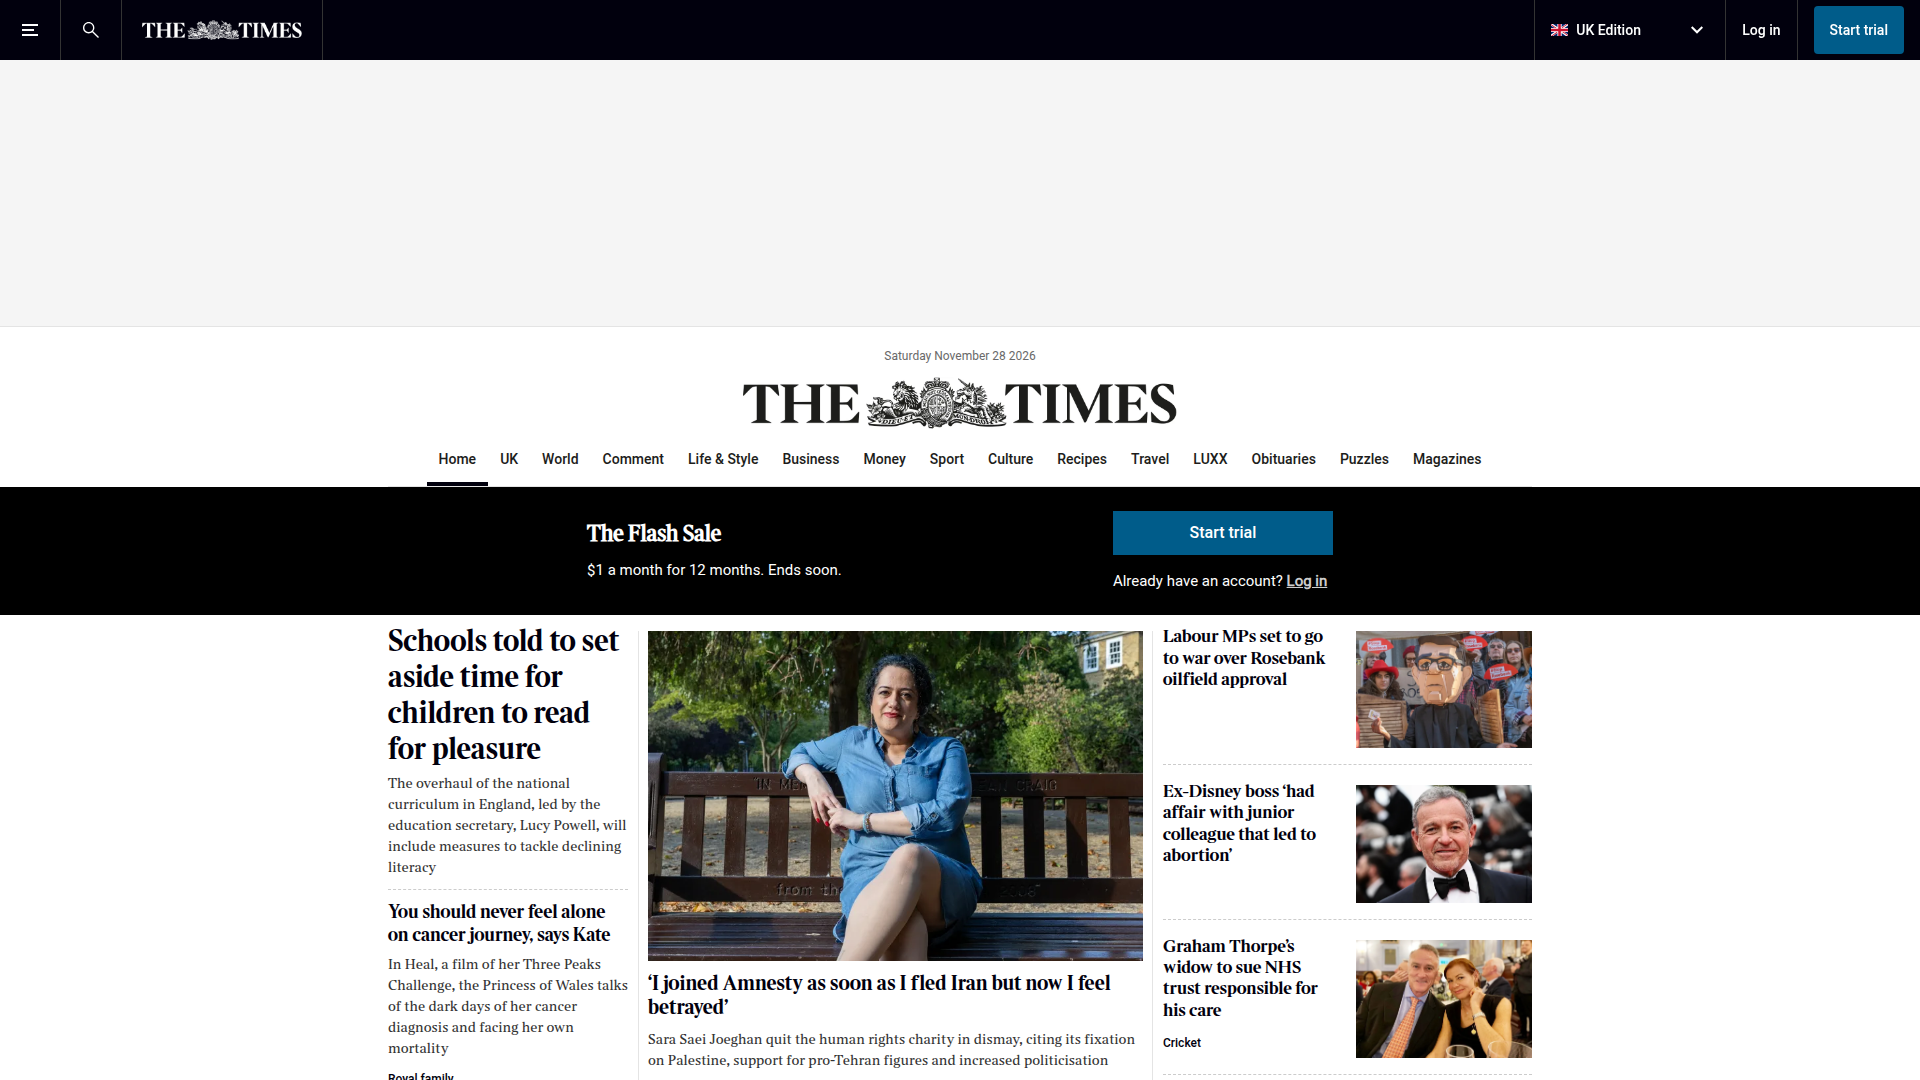 THE TIMES
UK Edition
Log in
Start trial
Saturday November 28 2026
THE TIMES
Home UK World Comment Life & Style Business Money Sport Culture Recipes Travel LUXX Obituaries Puzzles Magazines
The Flash Sale
$1 a month for 12 months. Ends soon.
Start trial
Already have an account? Log in
Schools told to set
aside time for
children to read
for pleasure
The overhaul of the national
curriculum in England, led by the
education secretary, Lucy Powell, will
include measures to tackle declining
literacy
You should never feel alone
on cancer journey, says Kate
In Heal, a film of her Three Peaks
Challenge, the Princess of Wales talks
of the dark days of her cancer
diagnosis and facing her own
mortality
Royal family
from the
‘I joined Amnesty as soon as I fled Iran but now I feel
betrayed’
Sara Saei Joeghan quit the human rights charity in dismay, citing its fixation
on Palestine, support for pro-Tehran figures and increased politicisation
Labour MPs set to go
to war over Rosebank
oilfield approval
Ex-Disney boss ‘had
affair with junior
colleague that led to
abortion’
Graham Thorpe’s
widow to sue NHS
trust responsible for
his care
Cricket